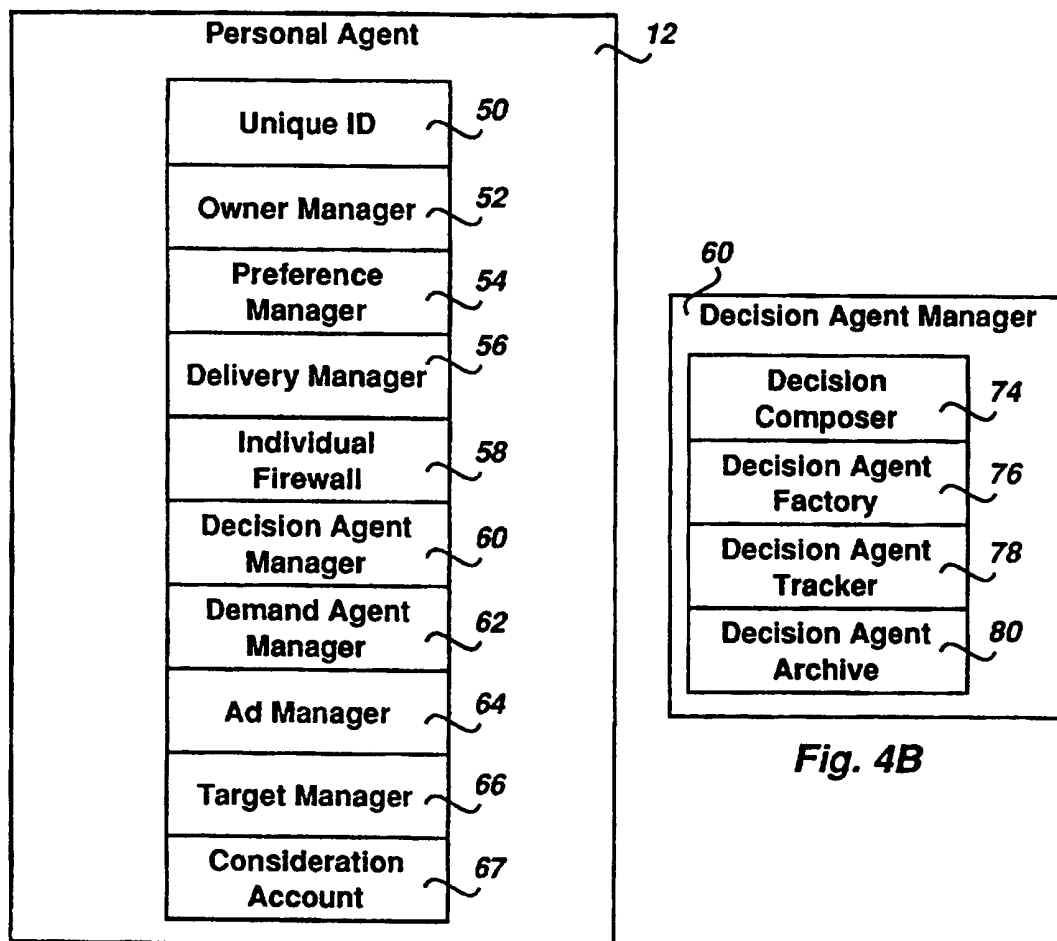 Personal Agent
12
Unique ID
50
Owner Manager
52
Preference
Manager
54
Delivery Manager
56
Individual
Firewall
58
Decision Agent
Manager
60
Demand Agent
Manager
62
Ad Manager
64
Target Manager
66
Consideration
Account
67
60
Decision Agent Manager
Decision
Composer
74
Decision Agent
Factory
76
Decision Agent
Tracker
78
Decision Agent
Archive
80
Fig. 4B